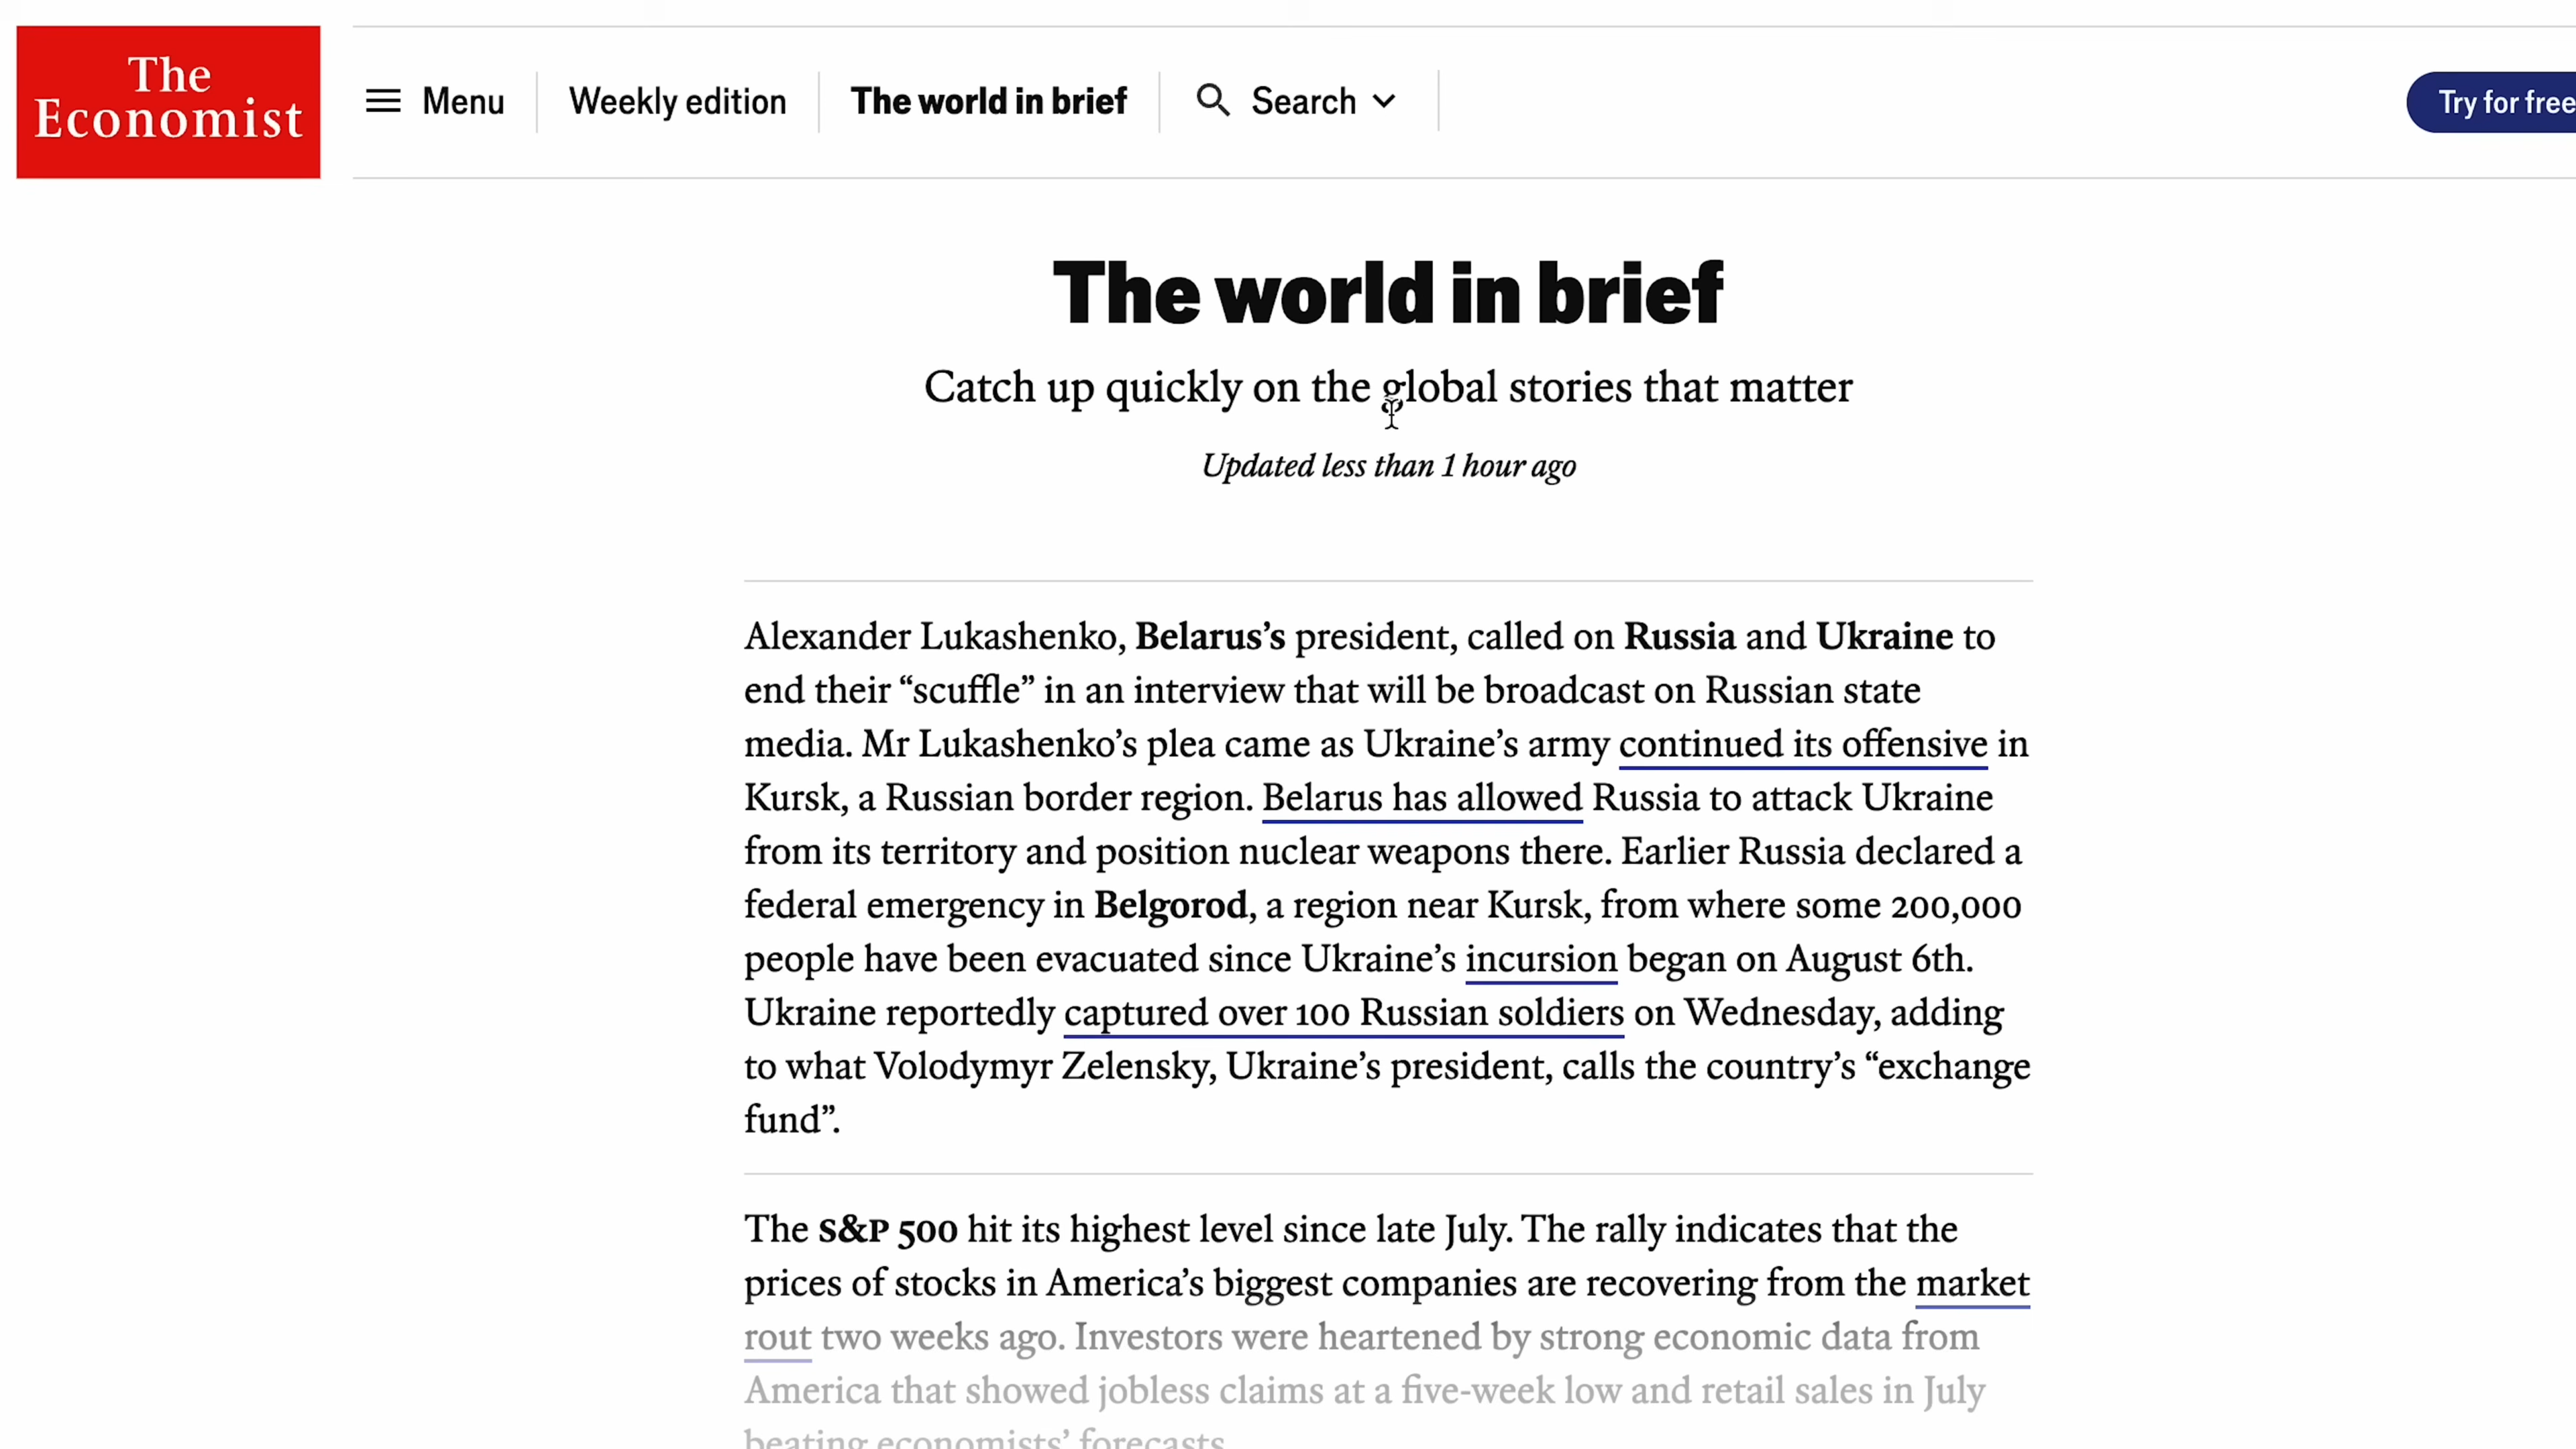 The
Economist
Menu
Weekly edition
The world in brief
Search
Try for free
The world in brief
Catch up quickly on the global stories that matter
Updated less than 1 hour ago
Alexander Lukashenko, Belarus’s president, called on Russia and Ukraine to
end their “scuffle” in an interview that will be broadcast on Russian state
media. Mr Lukashenko’s plea came as Ukraine’s army continued its offensive in
Kursk, a Russian border region. Belarus has allowed Russia to attack Ukraine
from its territory and position nuclear weapons there. Earlier Russia declared a
federal emergency in Belgorod, a region near Kursk, from where some 200,000
people have been evacuated since Ukraine’s incursion began on August 6th.
Ukraine reportedly captured over 100 Russian soldiers on Wednesday, adding
to what Volodymyr Zelensky, Ukraine’s president, calls the country’s “exchange
fund”.
The S&P 500 hit its highest level since late July. The rally indicates that the
prices of stocks in America’s biggest companies are recovering from the market
rout two weeks ago. Investors were heartened by strong economic data from
America that showed jobless claims at a five-week low and retail sales in July
beating economists’ forecasts